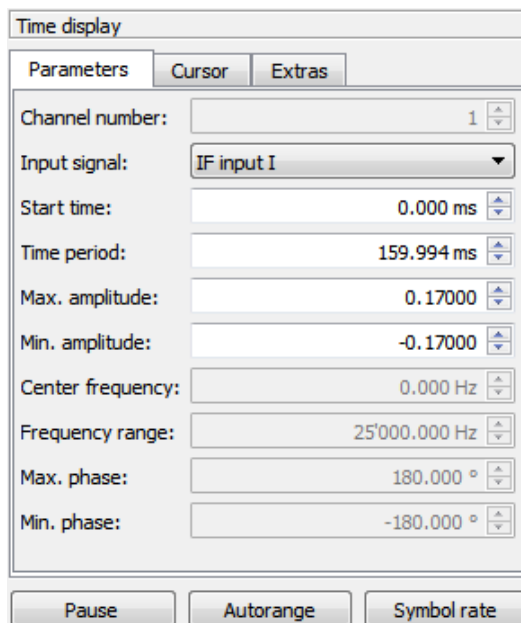 Time display
Parameters Cursor Extras
Channel number: 1
Input signal: IF input I
Start time: 0.000 ms
Time period: 159.994 ms
Max. amplitude: 0.17000
Min. amplitude: -0.17000
Center frequency: 0.000 Hz
Frequency range: 25'000.000 Hz
Max. phase: 180.000 °
Min. phase: -180.000 °
Pause Autorange Symbol rate